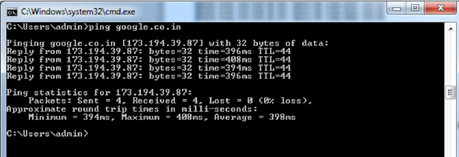 C:\Windows\system32\cmd.exe
C:\Users\admin>ping google.co.in
Pinging google.co.in [173.194.39.87] with 32 bytes of data:
Reply from 173.194.39.87: bytes=32 time=396ms TTL=44
Reply from 173.194.39.87: bytes=32 time=408ms TTL=44
Reply from 173.194.39.87: bytes=32 time=394ms TTL=44
Reply from 173.194.39.87: bytes=32 time=396ms TTL=44
Ping statistics for 173.194.39.87:
Packets: Sent = 4, Received = 4, Lost = 0 (0% loss),
Approximate round trip times in milli-seconds:
Minimum = 394ms, Maximum = 408ms, Average = 398ms
C:\Users\admin>